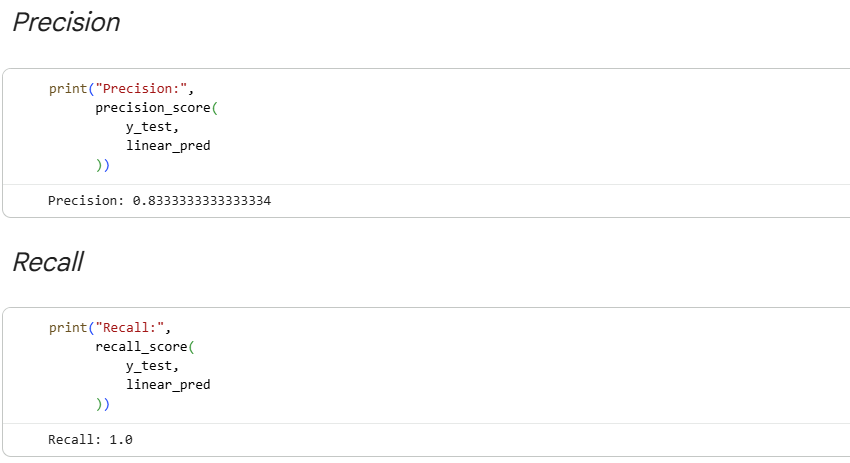 Precision
print("Precision:",
      precision_score(
          y_test,
          linear_pred
      ))
Precision: 0.8333333333333334
Recall
print("Recall:",
      recall_score(
          y_test,
          linear_pred
      ))
Recall: 1.0